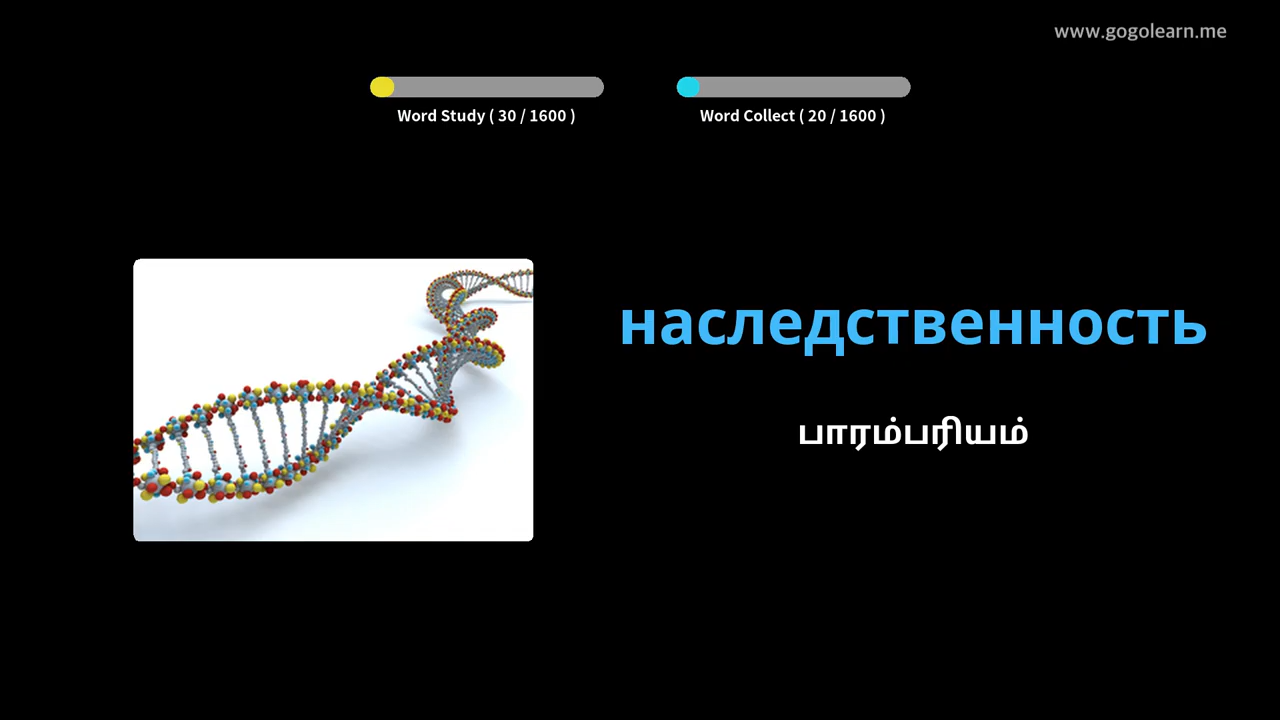 www.gogolearn.me
Word Study ( 30 / 1600 )
Word Collect ( 20 / 1600 )
наследственность
பாரம்பரியம்